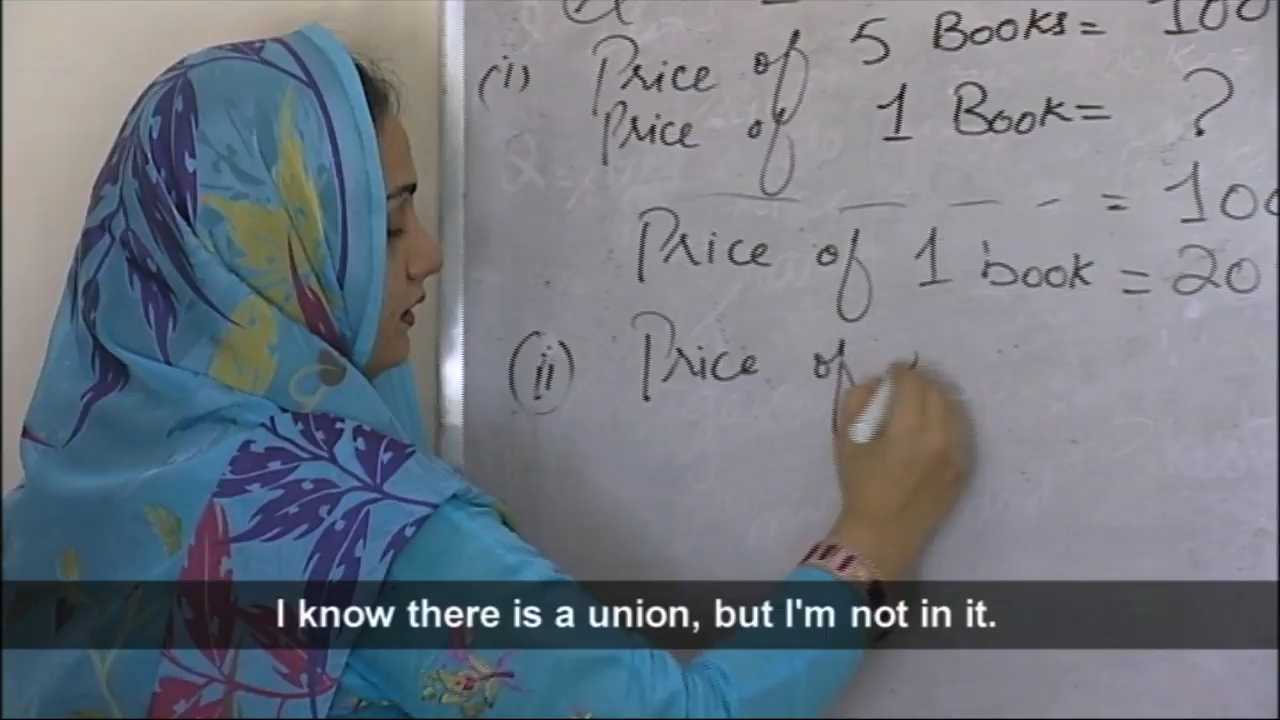 (i) Price of 5 Books = 100
Price of 1 Book = ?
= 100
Price of 1 book = 20
(ii) Price of
I know there is a union, but I'm not in it.